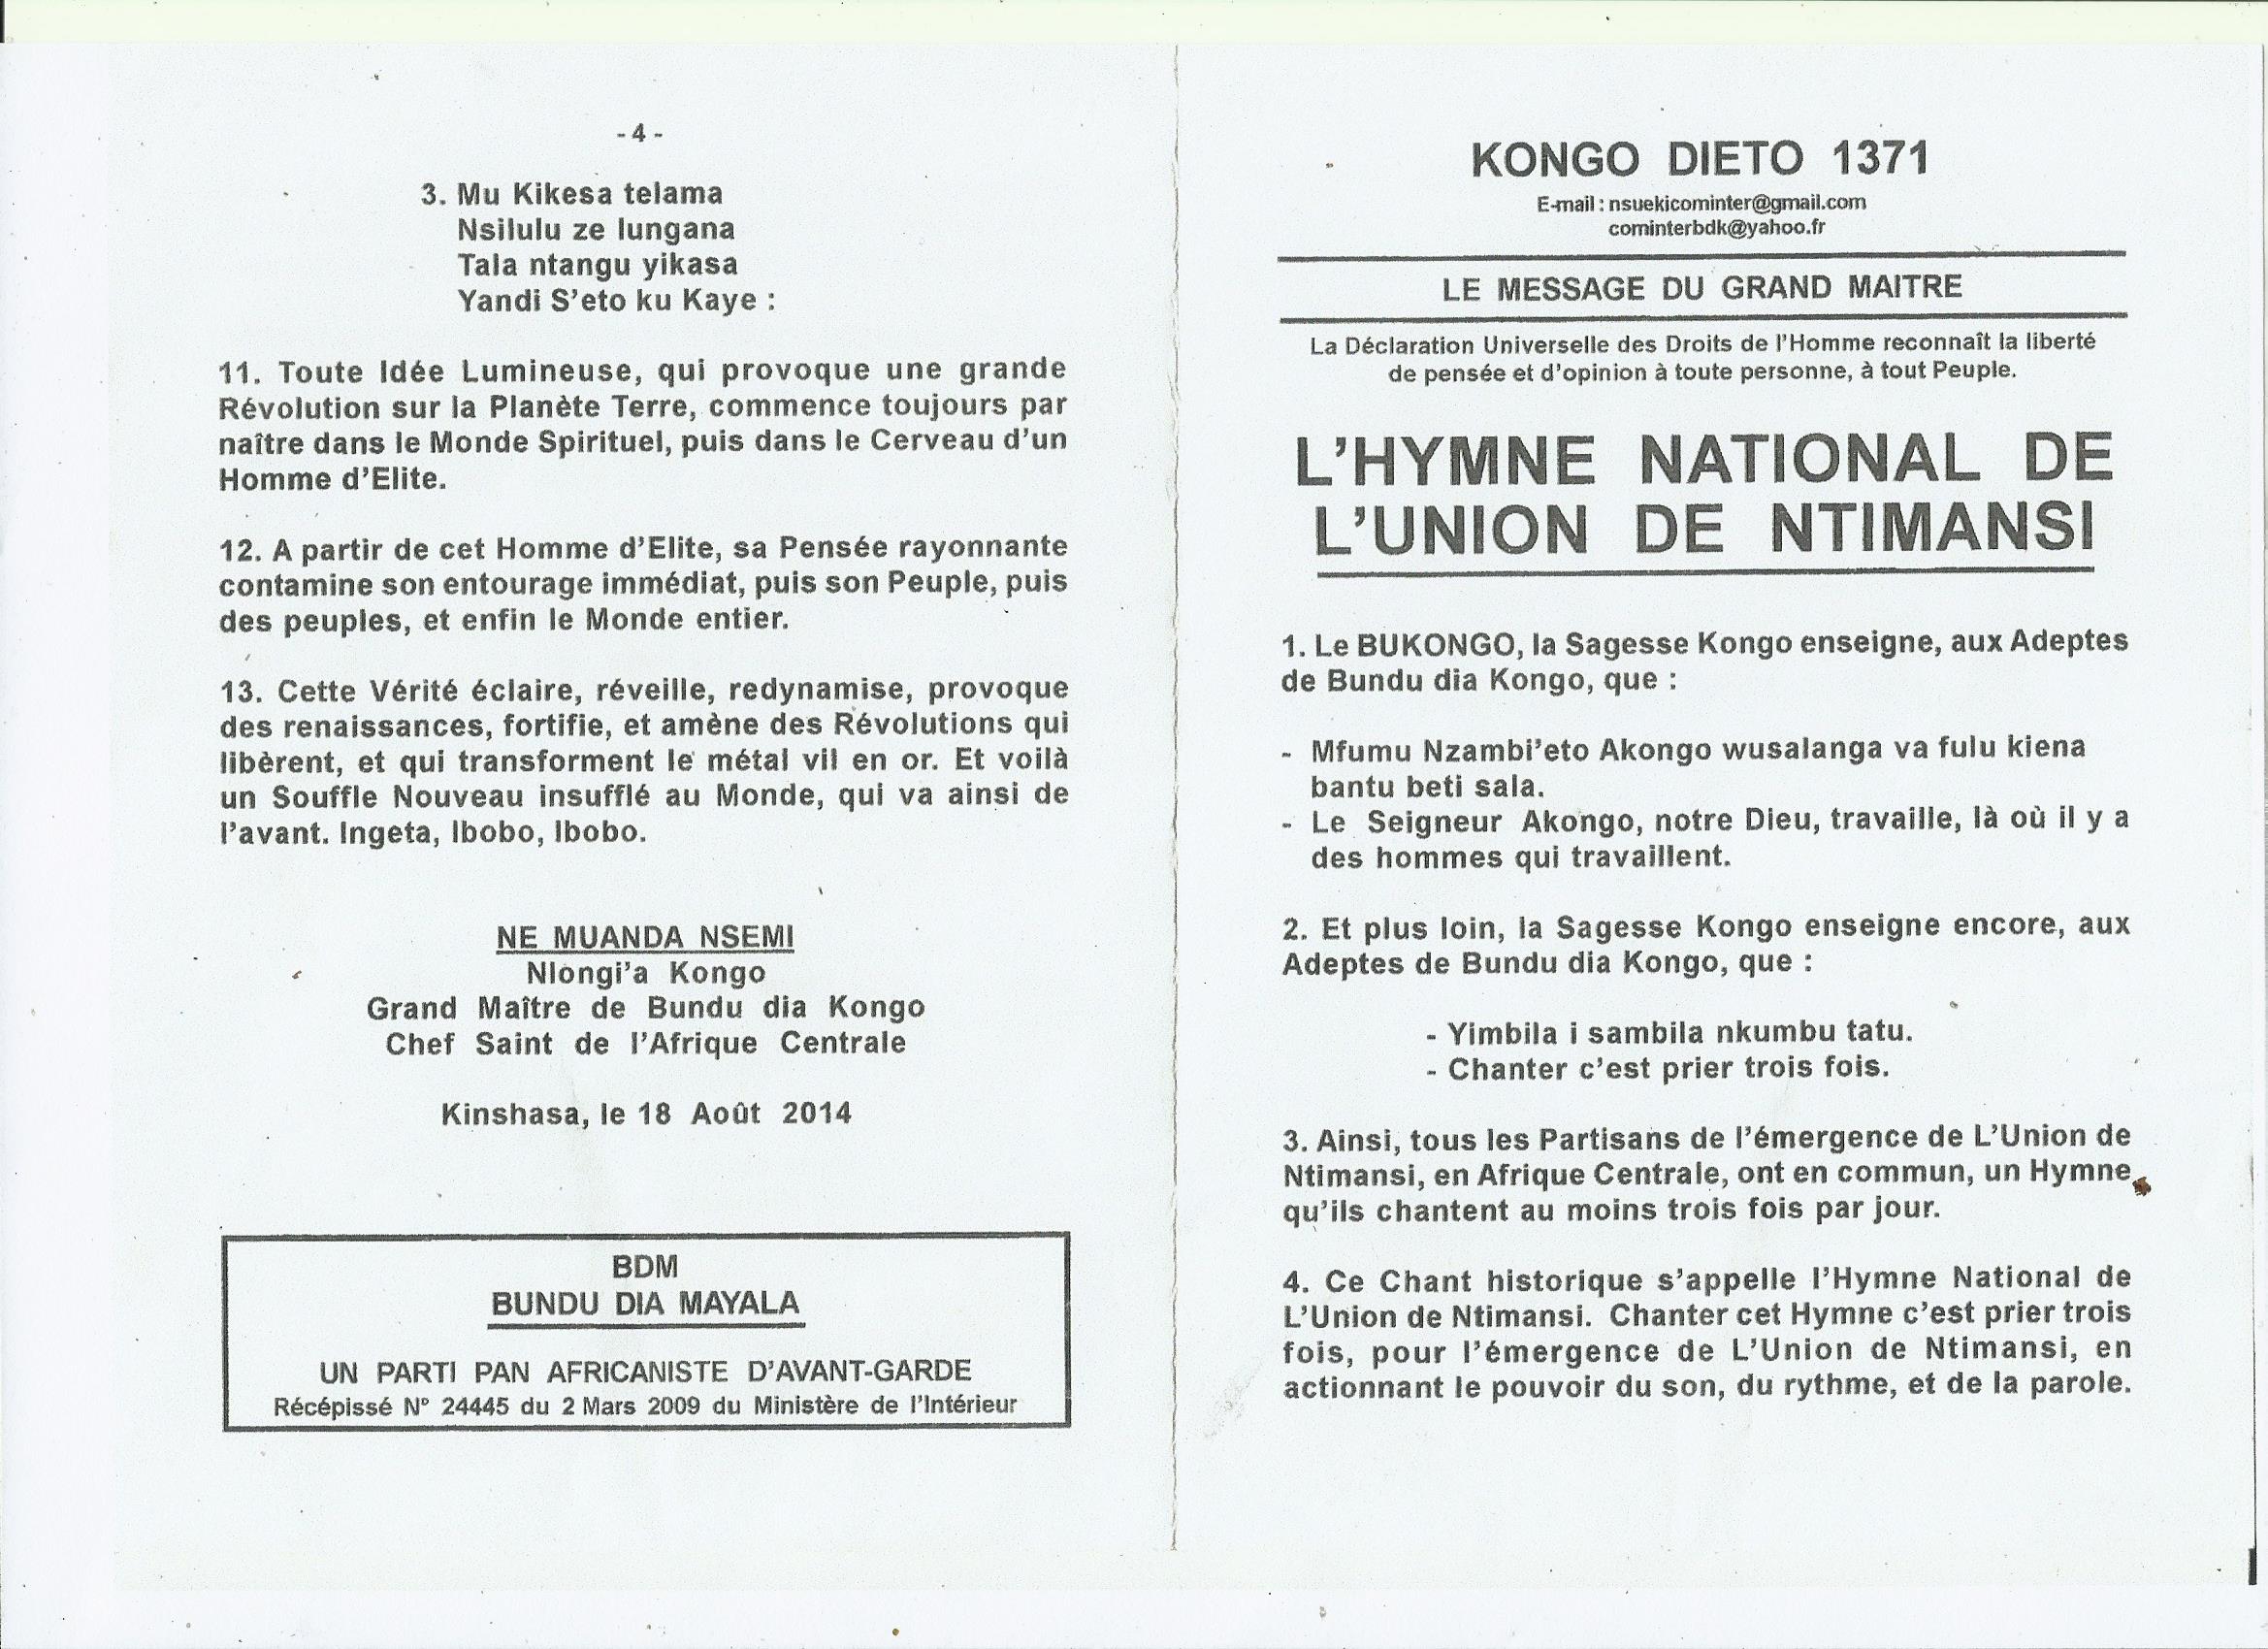 - 4 -
3. Mu Kikesa telama
Nsilulu ze lungana
Tala ntangu yikasa
Yandi S'eto ku Kaye :
11. Toute Idée Lumineuse, qui provoque une grande
Révolution sur la Planète Terre, commence toujours par
naître dans le Monde Spirituel, puis dans le Cerveau d'un
Homme d'Elite.
12. A partir de cet Homme d'Elite, sa Pensée rayonnante
contamine son entourage immédiat, puis son Peuple, puis
des peuples, et enfin le Monde entier.
13. Cette Vérité éclaire, réveille, redynamise, provoque
des renaissances, fortifie, et amène des Révolutions qui
libèrent, et qui transforment le métal vil en or. Et voilà
un Souffle Nouveau insufflé au Monde, qui va ainsi de
l'avant. Ingeta, Ibobo, Ibobo.
NE MUANDA NSEMI
Nlongi'a Kongo
Grand Maître de Bundu dia Kongo
Chef Saint de l'Afrique Centrale
Kinshasa, le 18 Août 2014
BDM
BUNDU DIA MAYALA
UN PARTI PAN AFRICANISTE D'AVANT-GARDE
Récépissé N° 24445 du 2 Mars 2009 du Ministère de l'Intérieur
KONGO DIETO 1371
E-mail : nsuekicominter@gmail.com
cominterbdk@yahoo.fr
LE MESSAGE DU GRAND MAITRE
La Déclaration Universelle des Droits de l'Homme reconnaît la liberté
de pensée et d'opinion à toute personne, à tout Peuple.
L'HYMNE NATIONAL DE
L'UNION DE NTIMANSI
1. Le BUKONGO, la Sagesse Kongo enseigne, aux Adeptes
de Bundu dia Kongo, que :
- Mfumu Nzambi'eto Akongo wusalanga va fulu kiena
bantu beti sala.
- Le Seigneur Akongo, notre Dieu, travaille, là où il y a
des hommes qui travaillent.
2. Et plus loin, la Sagesse Kongo enseigne encore, aux
Adeptes de Bundu dia Kongo, que :
- Yimbila i sambila nkumbu tatu.
- Chanter c'est prier trois fois.
3. Ainsi, tous les Partisans de l'émergence de L'Union de
Ntimansi, en Afrique Centrale, ont en commun, un Hymne
qu'ils chantent au moins trois fois par jour.
4. Ce Chant historique s'appelle l'Hymne National de
L'Union de Ntimansi. Chanter cet Hymne c'est prier trois
fois, pour l'émergence de L'Union de Ntimansi, en
actionnant le pouvoir du son, du rythme, et de la parole.